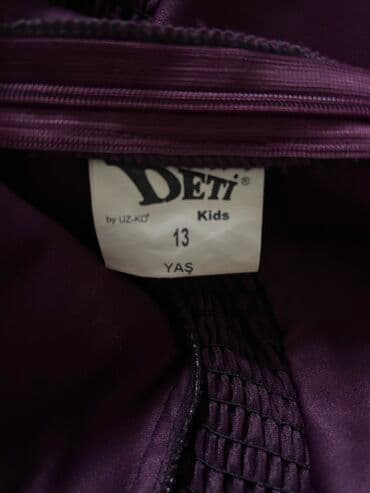 DETi®
by UZ-KO® Kids
13
YAŞ